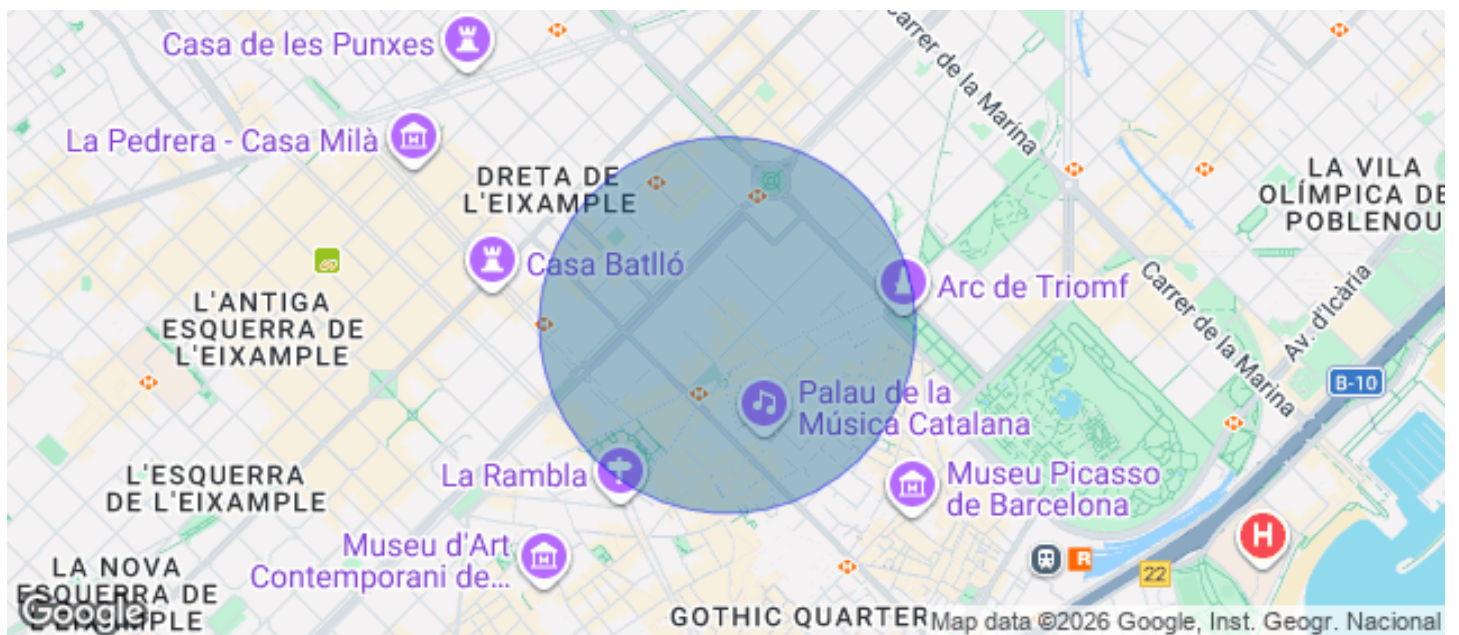 Casa de les Punxes
Carrer de la Marina
La Pedrera - Casa Milà
DRETA DE
L'EIXAMPLE
LA VILA
OLÍMPICA DE
POBLENOU
Casa Batlló
Arc de Triomf
L'ANTIGA
ESQUERRA DE
L'EIXAMPLE
Carrer de la Marina
Av. d'Icària
B-10
Palau de la
Música Catalana
L'ESQUERRA
DE L'EIXAMPLE
La Rambla
Museu Picasso
de Barcelona
H
Museu d'Art
Contemporani de...
R
22
LA NOVA
ESQUERRA DE
L'EIXAMPLE
Google
GOTHIC QUARTER
Map data ©2026 Google, Inst. Geogr. Nacional